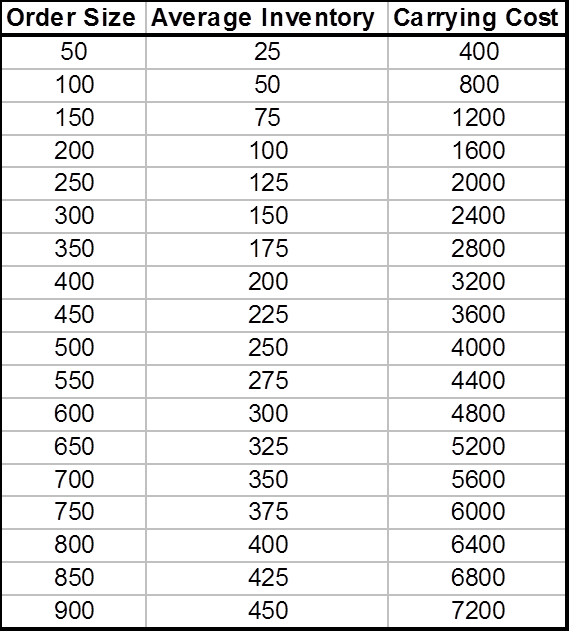 Order Size Average Inventory Carrying Cost
50 25 400
100 50 800
150 75 1200
200 100 1600
250 125 2000
300 150 2400
350 175 2800
400 200 3200
450 225 3600
500 250 4000
550 275 4400
600 300 4800
650 325 5200
700 350 5600
750 375 6000
800 400 6400
850 425 6800
900 450 7200